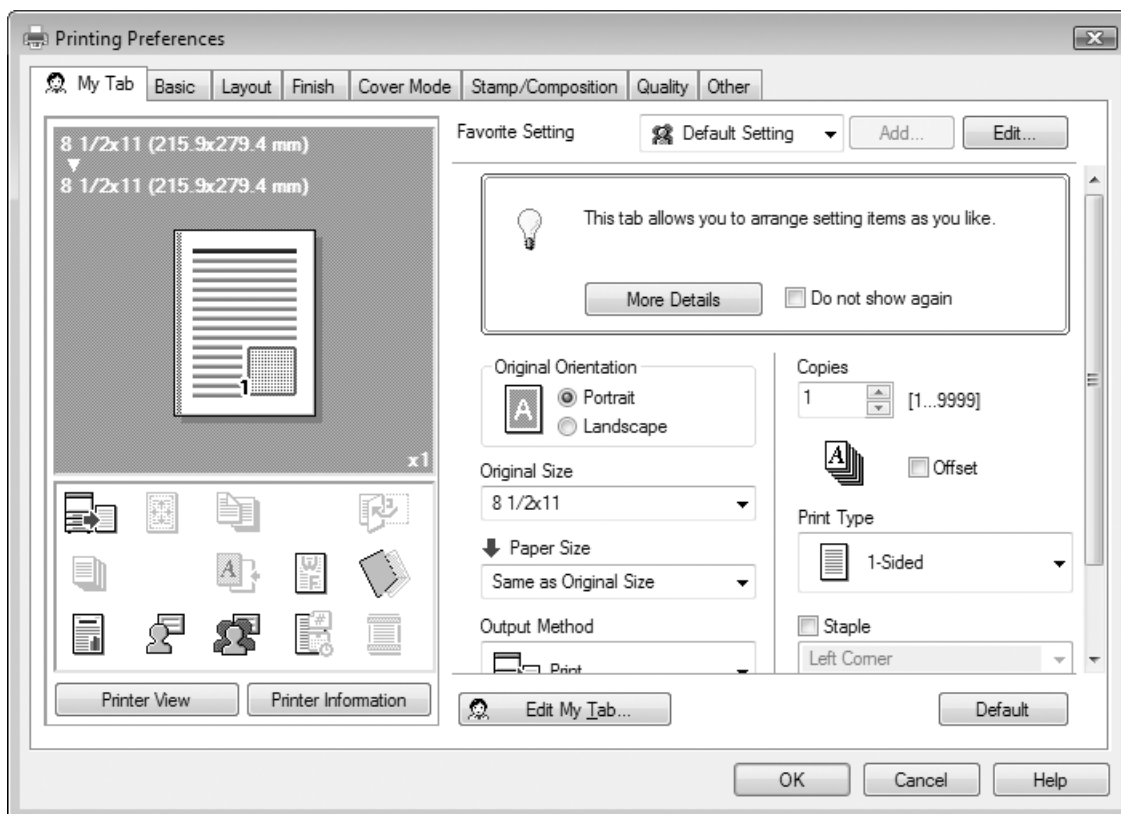 Printing Preferences
My Tab
Basic
Layout
Finish
Cover Mode
Stamp/Composition
Quality
Other
8 1/2x11 (215.9x279.4 mm)
8 1/2x11 (215.9x279.4 mm)
1
x1
A
W
F
#
Printer View
Printer Information
Favorite Setting
Default Setting
Add...
Edit...
This tab allows you to arrange setting items as you like.
More Details
Do not show again
Original Orientation
A
Portrait
Landscape
Original Size
8 1/2x11
Paper Size
Same as Original Size
Output Method
Print
Copies
1
[1...9999]
A
Offset
Print Type
1-Sided
Staple
Left Corner
Edit My Tab...
Default
OK
Cancel
Help